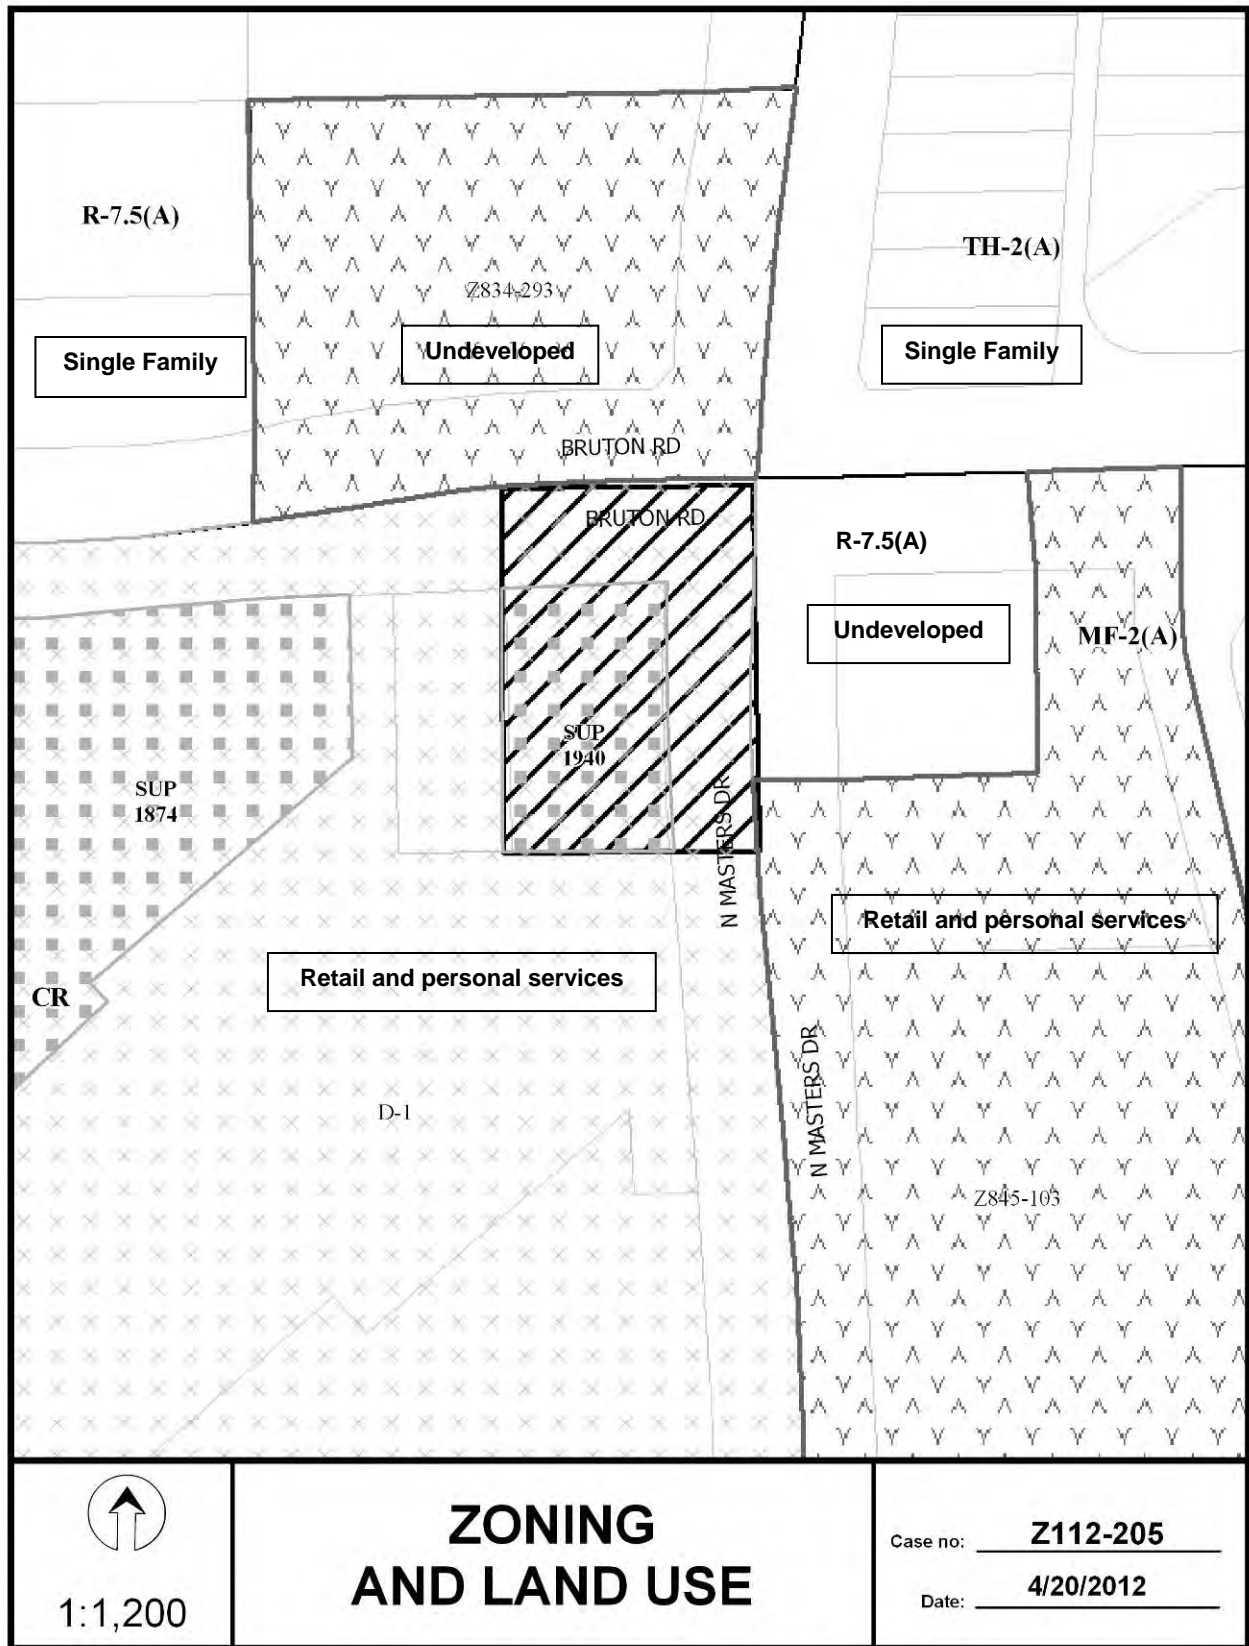 R-7.5(A)
TH-2(A)
Z834-293
Single Family
Undeveloped
Single Family
BRUTON RD
BRUTON RD
R-7.5(A)
Undeveloped
MF-2(A)
SUP
1940
SUP
1874
N MASTERS DR
Retail and personal services
Retail and personal services
CR
N MASTERS DR
D-1
Z845-103
1:1,200
ZONING
AND LAND USE
Case no: Z112-205
Date: 4/20/2012